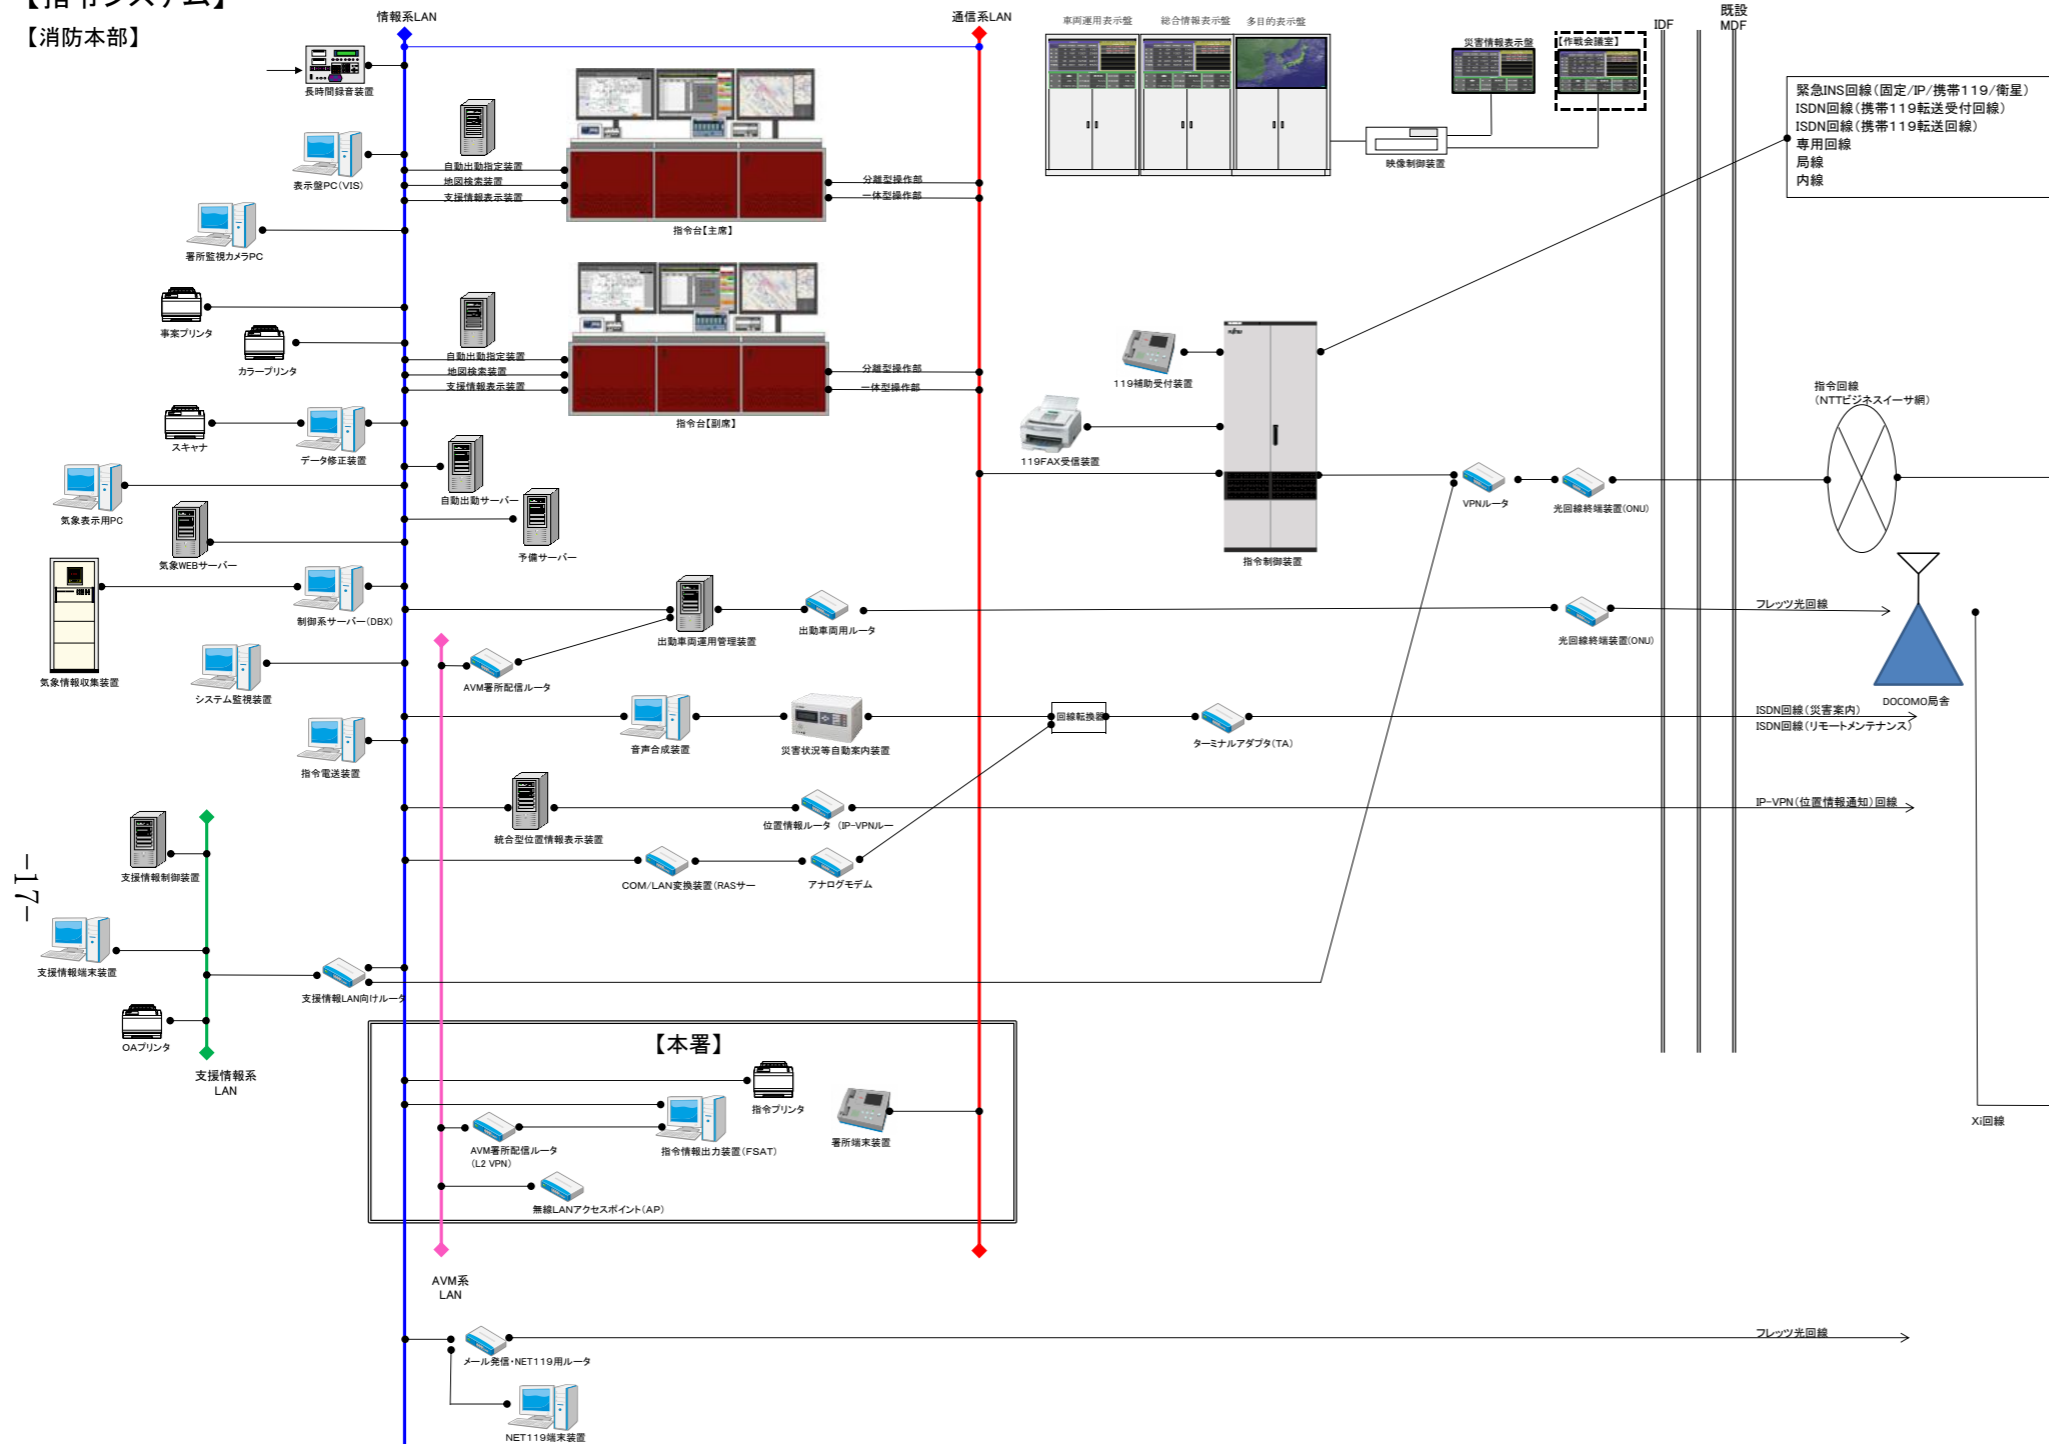 【指令システム】
【消防本部】
情報系LAN
通信系LAN
車両運用表示盤
総合情報表示盤
多目的表示盤
災害情報表示盤
【作戦会議室】
IDF
既設
MDF
長時間録音装置
緊急INS回線(固定/IP/携帯119/衛星)
ISDN回線(携帯119転送受付回線)
ISDN回線(携帯119転送回線)
専用回線
局線
内線
映像制御装置
表示盤PC(VIS)
自動出動指定装置
地図検索装置
支援情報表示装置
分離型操作部
一体型操作部
指令台【主席】
署所監視カメラPC
事案プリンタ
カラープリンタ
自動出動指定装置
地図検索装置
支援情報表示装置
分離型操作部
一体型操作部
指令台【副席】
119補助受付装置
119FAX受信装置
指令制御装置
指令回線
(NTTビジネスイーサ網)
スキャナ
データ修正装置
自動出動サーバー
VPNルータ
光回線終端装置(ONU)
気象表示用PC
気象WEBサーバー
予備サーバー
気象情報収集装置
制御系サーバー(DBX)
出動車両運用管理装置
出動車両用ルータ
光回線終端装置(ONU)
フレッツ光回線
DOCOMO局舎
システム監視装置
AVM署所配信ルータ
指令電送装置
音声合成装置
災害状況等自動案内装置
回線転換器
ターミナルアダプタ(TA)
ISDN回線(災害案内)
ISDN回線(リモートメンテナンス)
統合型位置情報表示装置
位置情報ルータ (IP-VPNルー
IP-VPN(位置情報通知)回線
支援情報制御装置
COM/LAN変換装置(RASサー
アナログモデム
支援情報端末装置
支援情報LAN向けルータ
OAプリンタ
支援情報系
LAN
【本署】
指令プリンタ
AVM署所配信ルータ
(L2 VPN)
指令情報出力装置(FSAT)
署所端末装置
無線LANアクセスポイント(AP)
Xi回線
AVM系
LAN
メール発信・NET119用ルータ
フレッツ光回線
NET119端末装置
-17-